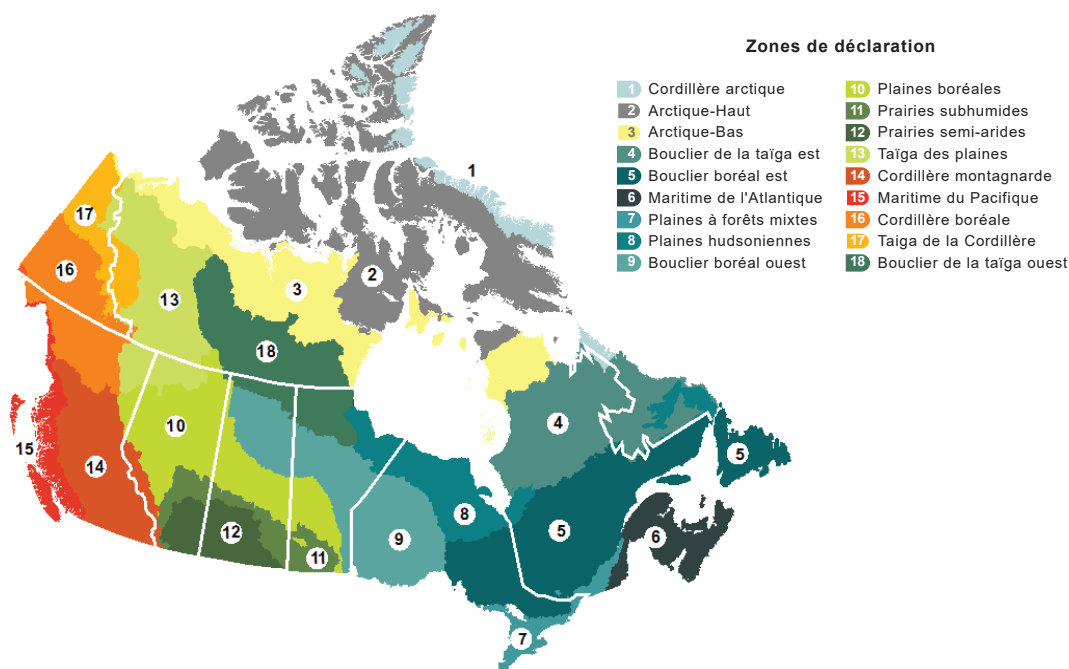 Zones de déclaration
1 Cordillère arctique
2 Arctique-Haut
3 Arctique-Bas
4 Bouclier de la taïga est
5 Bouclier boréal est
6 Maritime de l'Atlantique
7 Plaines à forêts mixtes
8 Plaines hudsoniennes
9 Bouclier boréal ouest
10 Plaines boréales
11 Prairies subhumides
12 Prairies semi-arides
13 Taïga des plaines
14 Cordillère montagnarde
15 Maritime du Pacifique
16 Cordillère boréale
17 Taiga de la Cordillère
18 Bouclier de la taïga ouest
1
17
16
2
3
13
18
4
10
15
14
5
8
12
5
9
6
11
7